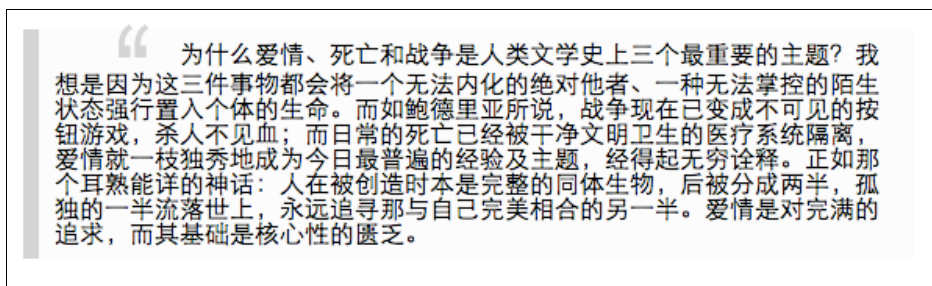 “
为什么爱情、死亡和战争是人类文学史上三个最重要的主题？我
想是因为这三件事物都会将一个无法内化的绝对他者、一种无法掌控的陌生
状态强行置入个体的生命。而如鲍德里亚所说，战争现在已变成不可见的按
钮游戏，杀人不见血；而日常的死亡已经被干净文明卫生的医疗系统隔离，
爱情就一枝独秀地成为今日最普遍的经验及主题，经得起无穷诠释。正如那
个耳熟能详的神话：人在被创造时本是完整的同体生物，后被分成两半，孤
独的一半流落世上，永远追寻那与自己完美相合的另一半。爱情是对完满的
追求，而其基础是核心性的匮乏。